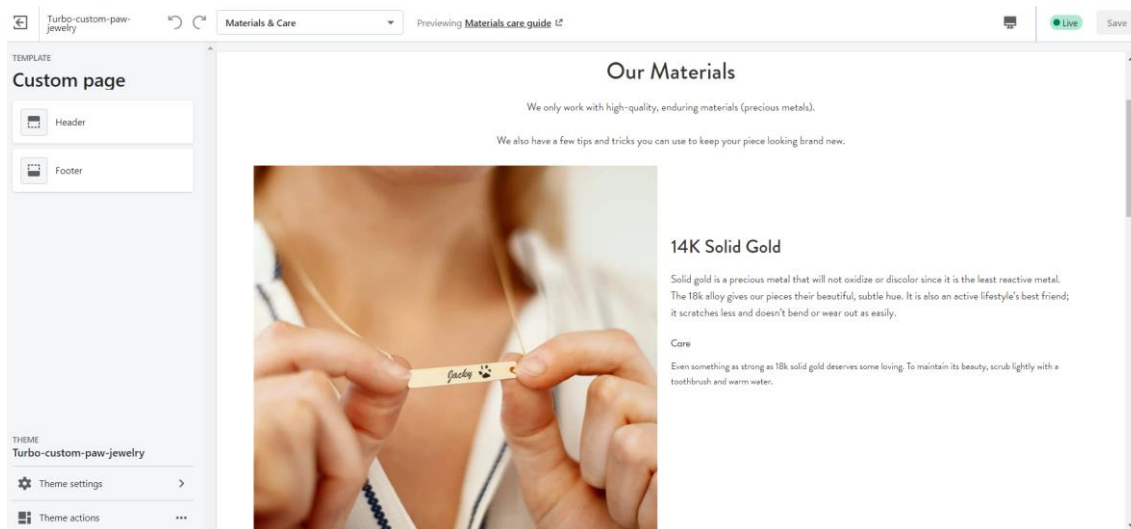 Turbo-custom-paw-
jewelry
Materials & Care
Previewing Materials care guide
Live
Save
TEMPLATE
Custom page
Header
Footer
THEME
Turbo-custom-paw-jewelry
Theme settings
Theme actions
Our Materials
We only work with high-quality, enduring materials (precious metals).
We also have a few tips and tricks you can use to keep your piece looking brand new.
Jacky
14K Solid Gold
Solid gold is a precious metal that will not oxidize or discolor since it is the least reactive metal.
The 18k alloy gives our pieces their beautiful, subtle hue. It is also an active lifestyle's best friend;
it scratches less and doesn't bend or wear out as easily.
Care
Even something as strong as 18k solid gold deserves some loving. To maintain its beauty, scrub lightly with a
toothbrush and warm water.